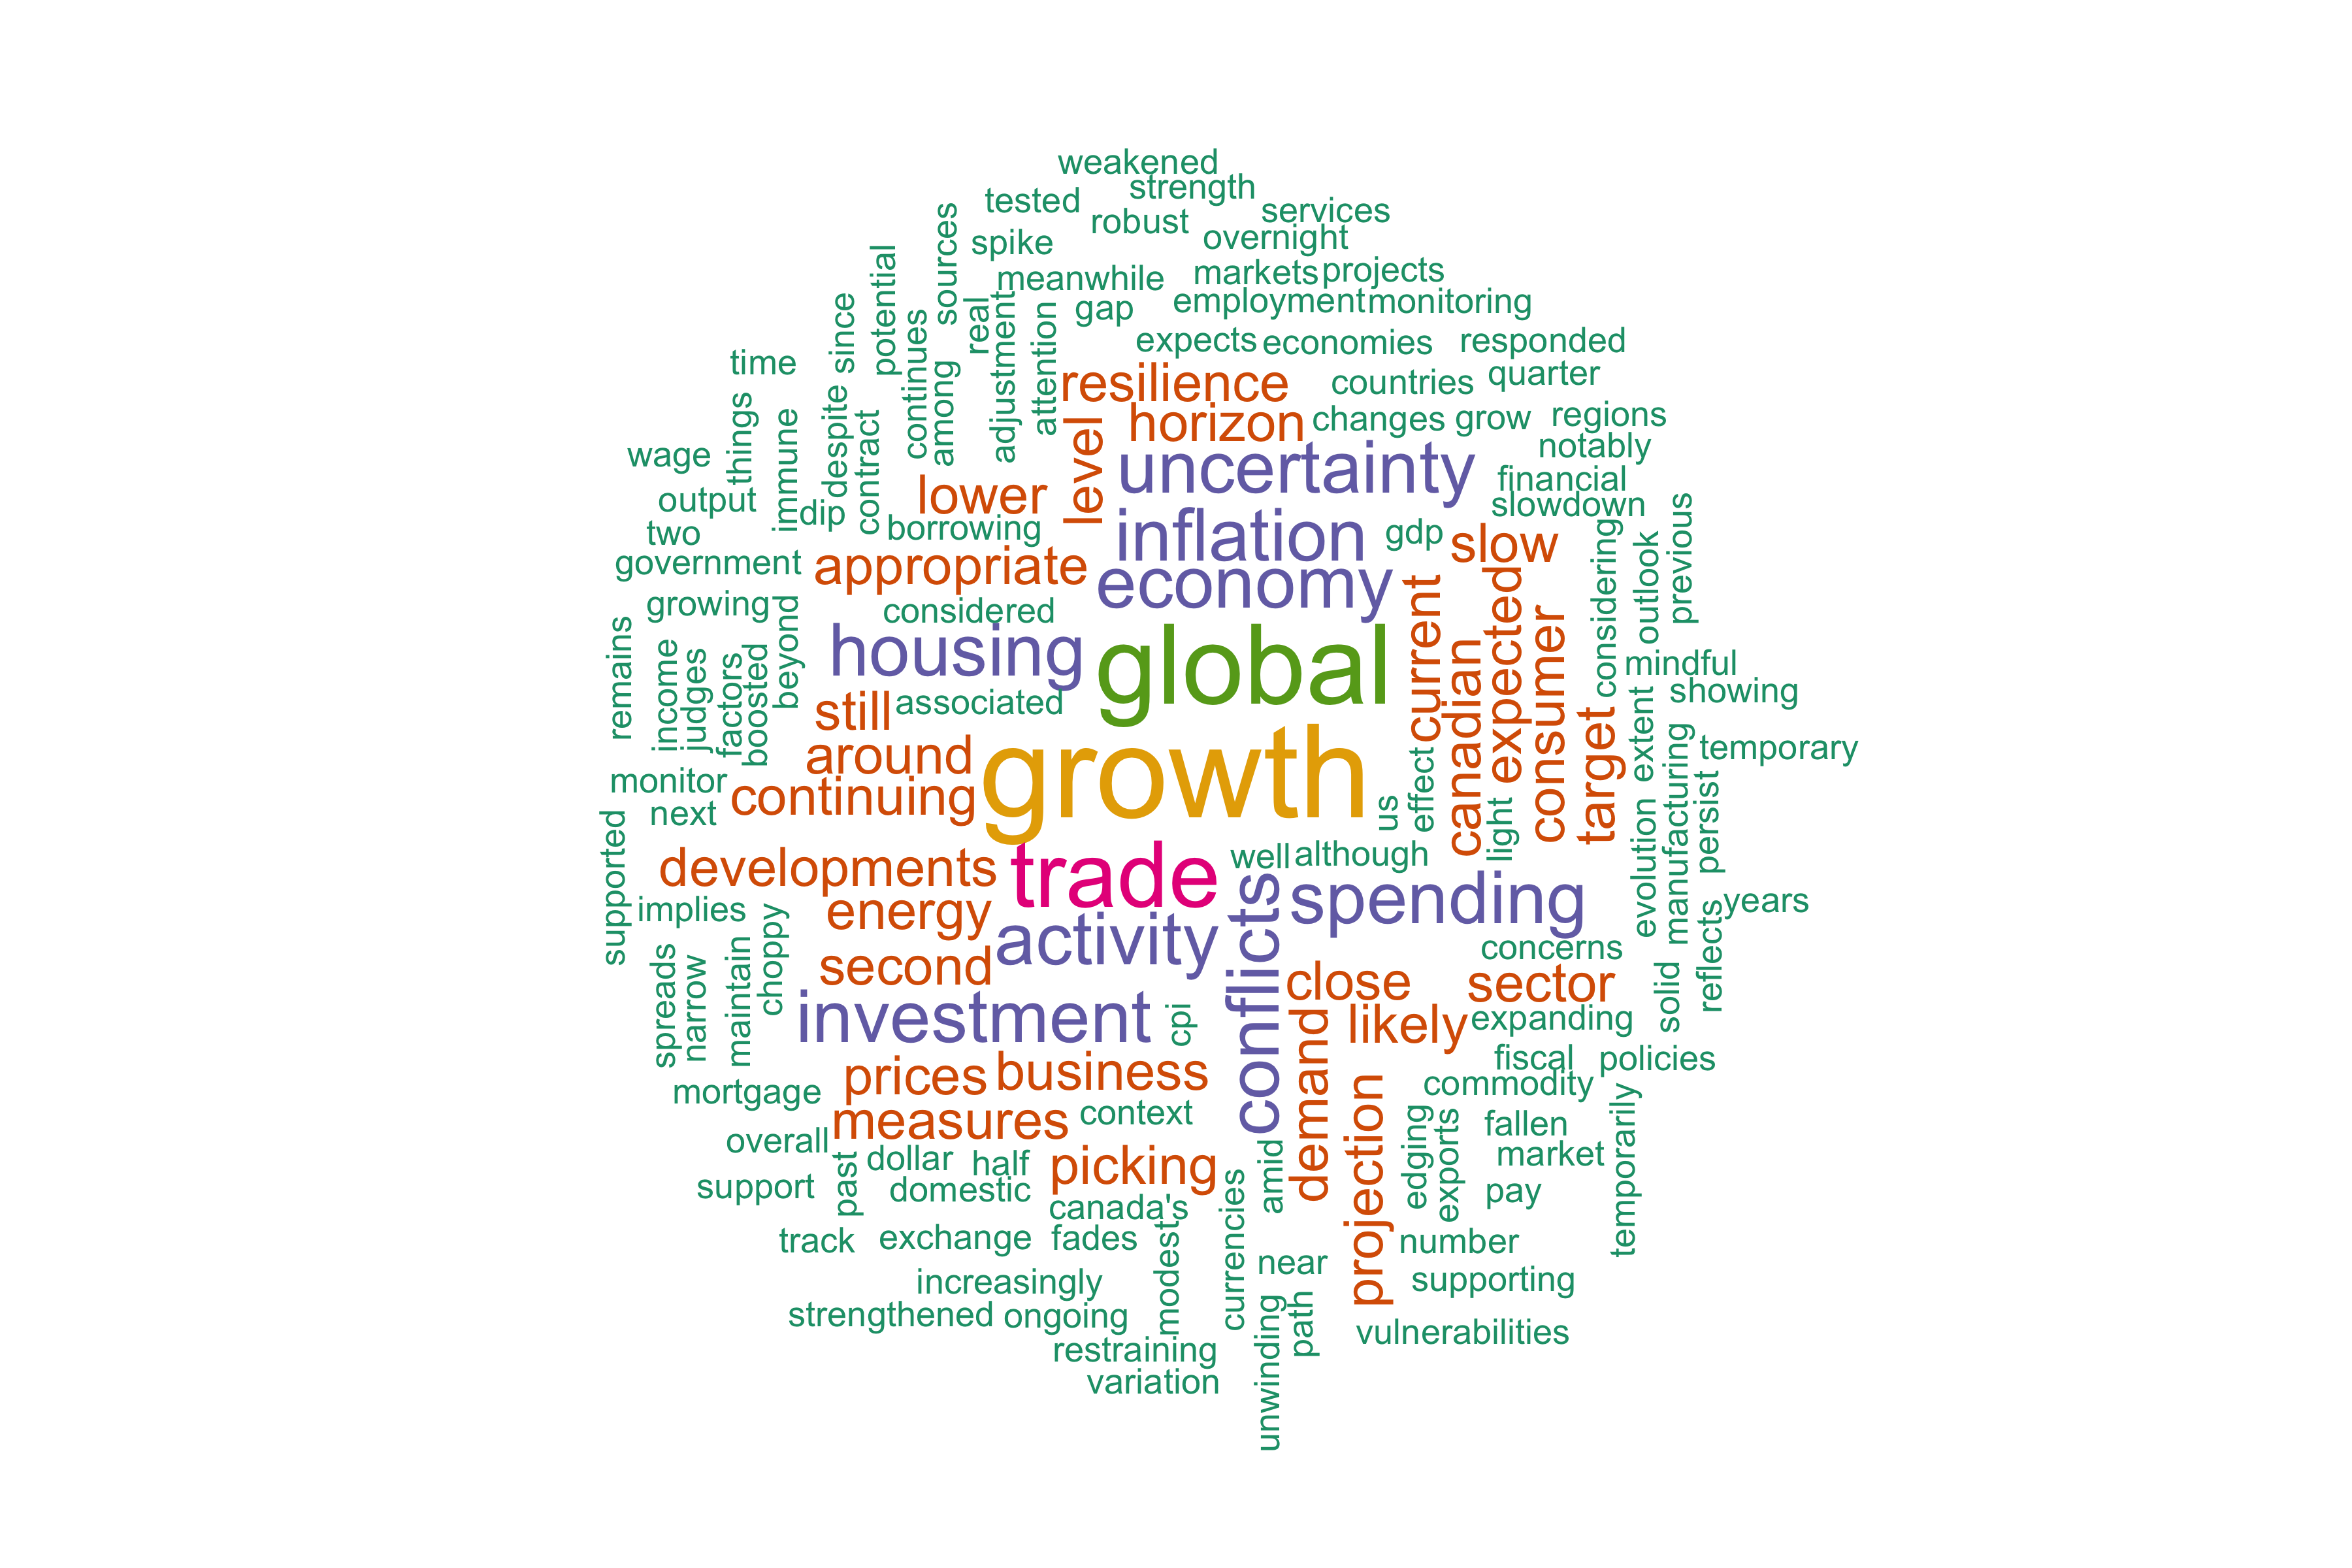 weakened
strength
tested
services
robust
sources
overnight
spike
potential
meanwhile
markets
projects
since
continues
real
adjustment
attention
gap
employment
monitoring
time
expects
economies
responded
despite
among
resilience
countries
quarter
things
immune
contract
level
horizon
changes
grow
regions
wage
uncertainty
notably
output
lower
financial
two
dip
borrowing
inflation
gdp
slow
slowdown
previous
government
appropriate
economy
considering
outlook
growing
beyond
considered
current
expected
remains
income
judges
factors
boosted
housing
global
canadian
consumer
mindful
still
associated
target
extent
showing
around
growth
temporary
monitor
continuing
us
effect
light
manufacturing
persist
next
supported
developments
trade
well
although
evolution
implies
energy
conflicts
spending
years
spreads
narrow
maintain
choppy
second
activity
concerns
reflects
solid
close
sector
investment
cpi
likely
expanding
mortgage
prices
business
demand
projection
fiscal
policies
commodity
measures
context
edging
exports
fallen
temporarily
overall
past
dollar
half
picking
amid
market
support
domestic
canada's
currencies
pay
track
exchange
fades
modest
near
number
increasingly
unwinding
path
supporting
strengthened
ongoing
vulnerabilities
restraining
variation